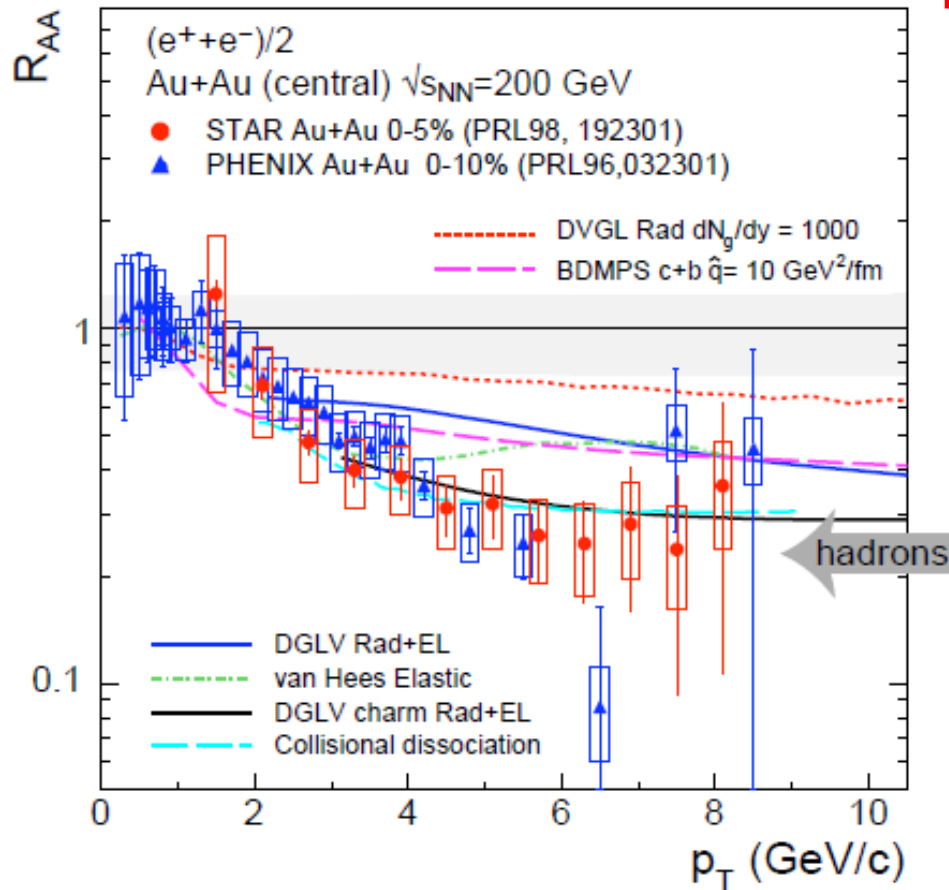 R_AA
(e⁺+e⁻)/2
Au+Au (central) √sNN=200 GeV
STAR Au+Au 0-5% (PRL98, 192301)
PHENIX Au+Au 0-10% (PRL96,032301)
DVGL Rad dN_g/dy = 1000
BDMPS c+b q̂= 10 GeV²/fm
1
hadrons
DGLV Rad+EL
van Hees Elastic
DGLV charm Rad+EL
Collisional dissociation
0.1
0 2 4 6 8 10
p_T (GeV/c)